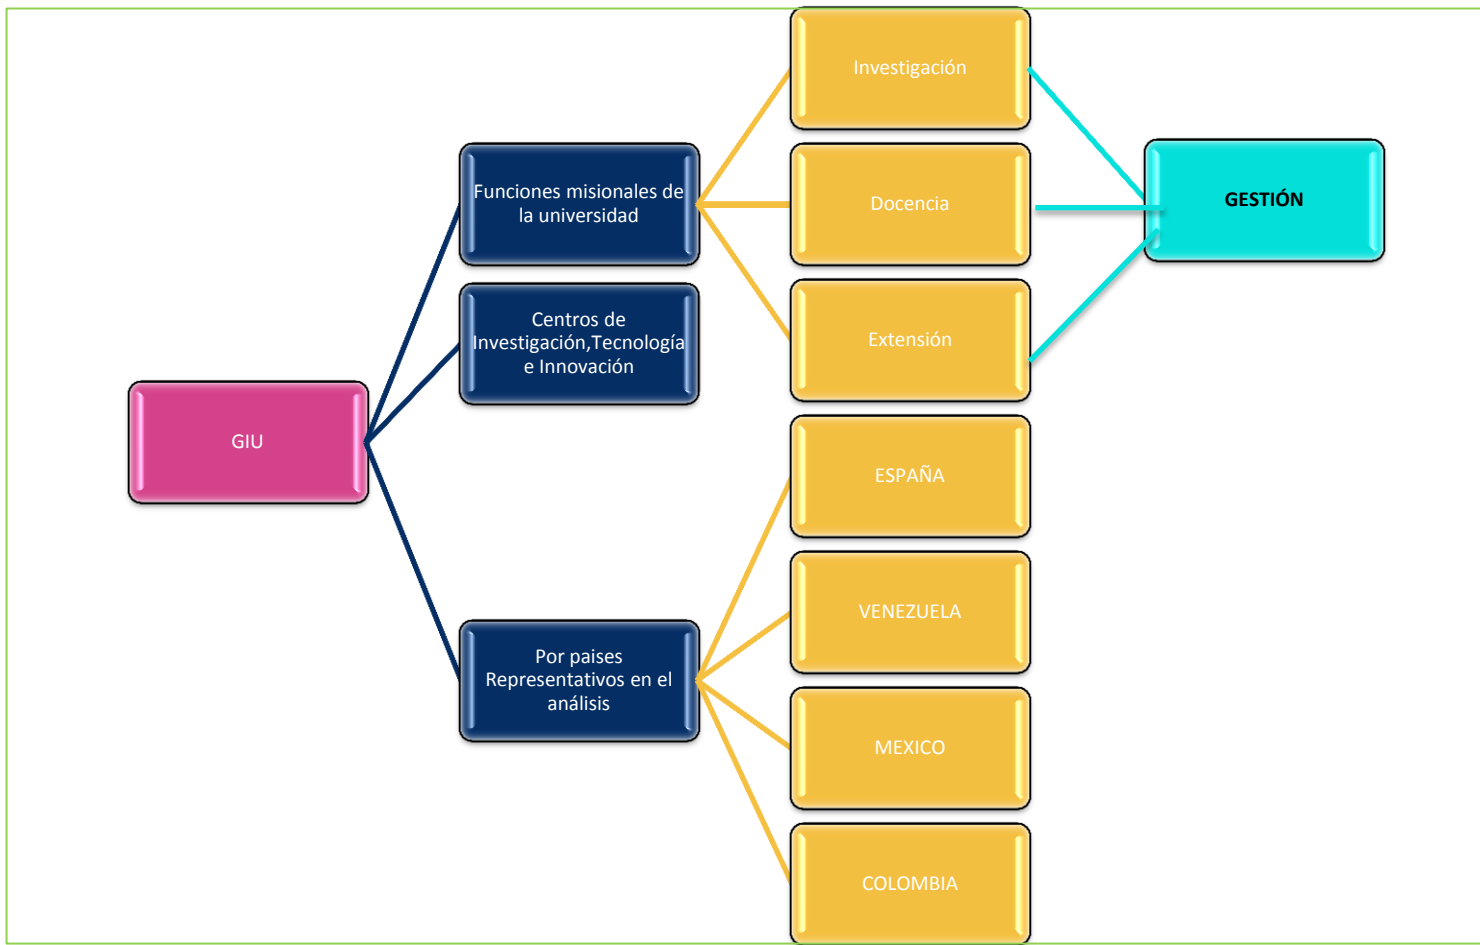 GIU
Funciones misionales de
la universidad
Centros de
Investigación,Tecnología
e Innovación
Por paises
Representativos en el
análisis
Investigación
Docencia
Extensión
ESPAÑA
VENEZUELA
MEXICO
COLOMBIA
GESTIÓN